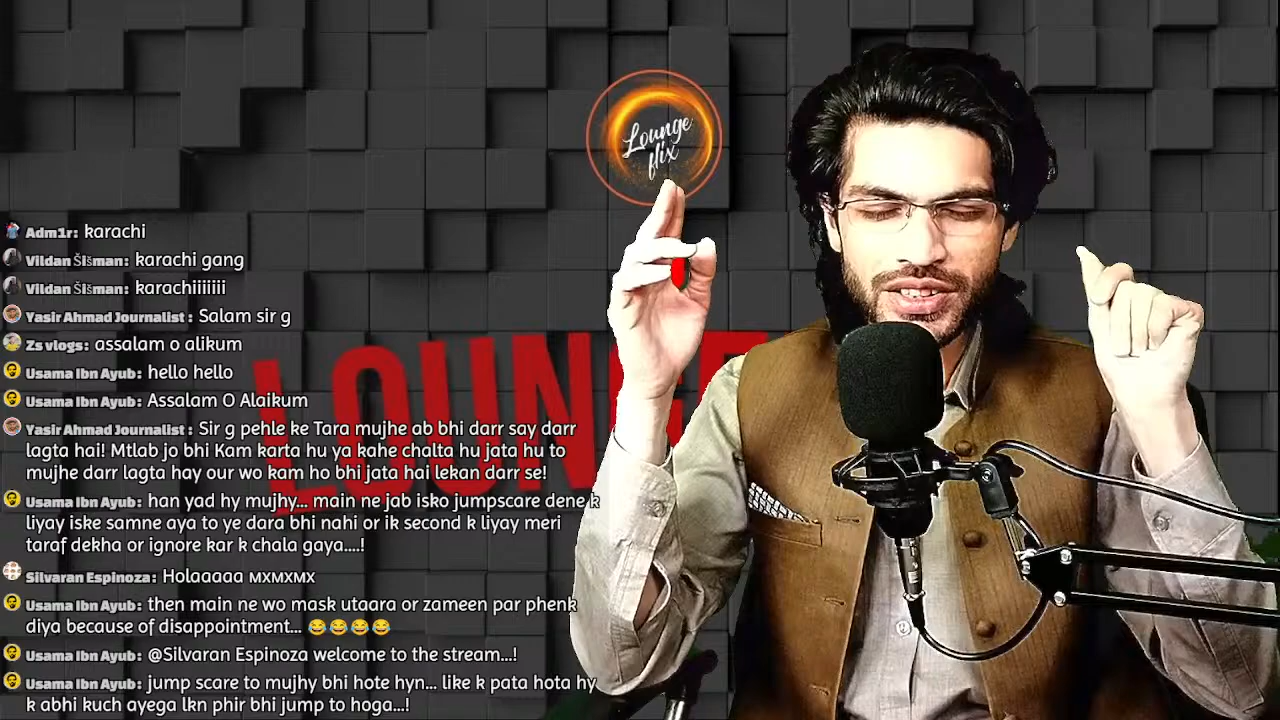 Lounge
flix
LOUNGE
Adm1r: karachi
Vildan Šišman: karachi gang
Vildan Šišman: karachiiiiiii
Yasir Ahmad Journalist : Salam sir g
Zs vlogs: assalam o alikum
Usama Ibn Ayub: hello hello
Usama Ibn Ayub: Assalam O Alaikum
Yasir Ahmad Journalist : Sir g pehle ke Tara mujhe ab bhi darr say darr
lagta hai! Mtlab jo bhi Kam karta hu ya kahe chalta hu jata hu to
mujhe darr lagta hay our wo kam ho bhi jata hai lekan darr se!
Usama Ibn Ayub: han yad hy mujhy... main ne jab isko jumpscare dene k
liyay iske samne aya to ye dara bhi nahi or ik second k liyay meri
taraf dekha or ignore kar k chala gaya....!
Silvaran Espinoza: Holaaaaa мxмxмx
Usama Ibn Ayub: then main ne wo mask utaara or zameen par phenk
diya because of disappointment... 😂😂😂😂
Usama Ibn Ayub: @Silvaran Espinoza welcome to the stream...!
Usama Ibn Ayub: jump scare to mujhy bhi hote hyn... like k pata hota hy
k abhi kuch ayega lkn phir bhi jump to hoga...!